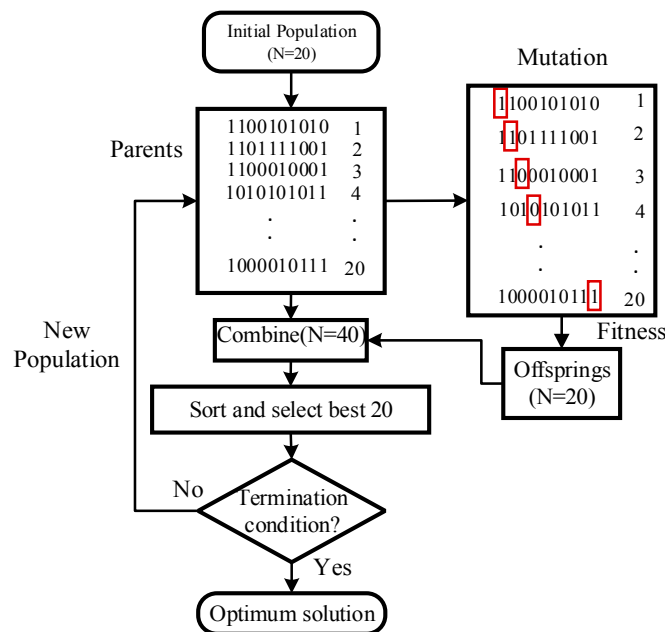 Initial Population
(N=20)
Mutation
Parents
1100101010 1
1101111001 2
1100010001 3
1010101011 4
. .
. .
1000010111 20
1100101010 1
1101111001 2
1100010001 3
1010101011 4
. .
. .
1000010111 20
New
Population
Combine(N=40)
Fitness
Offsprings
(N=20)
Sort and select best 20
No
Termination
condition?
Yes
Optimum solution